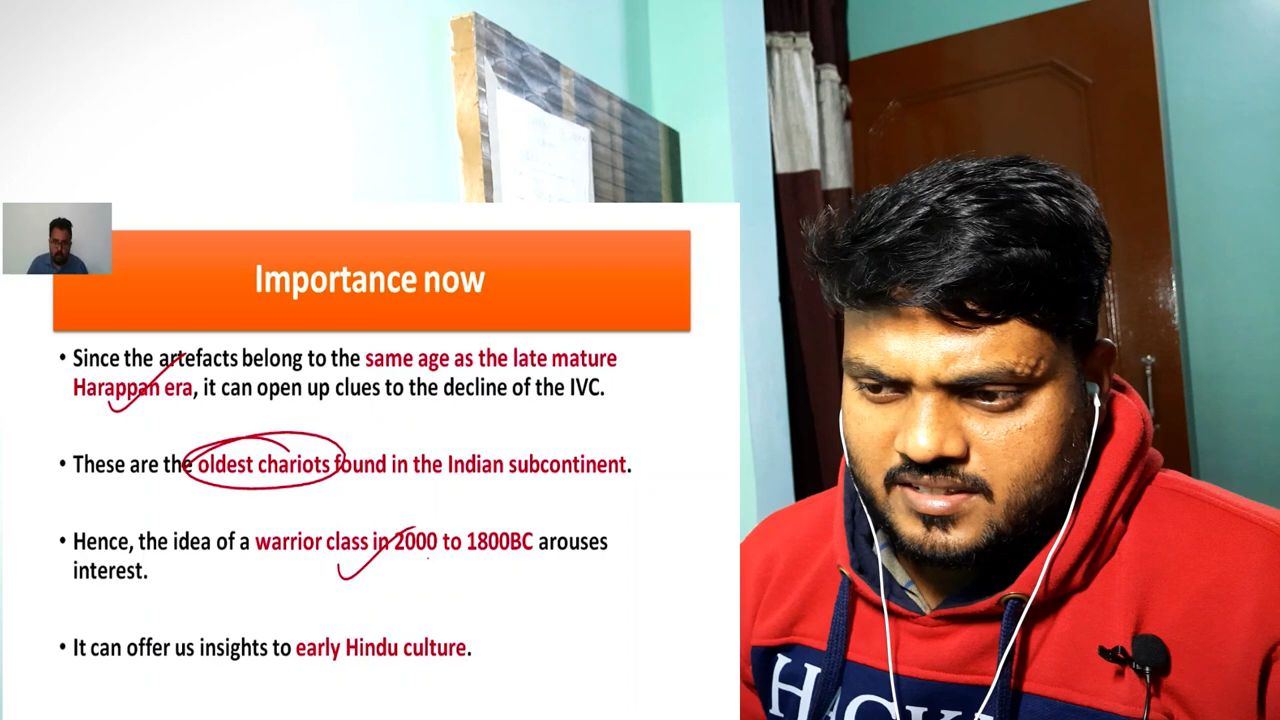 Importance now
• Since the artefacts belong to the same age as the late mature
Harappan era, it can open up clues to the decline of the IVC.
• These are the oldest chariots found in the Indian subcontinent.
• Hence, the idea of a warrior class in 2000 to 1800BC arouses
interest.
• It can offer us insights to early Hindu culture.
HACK